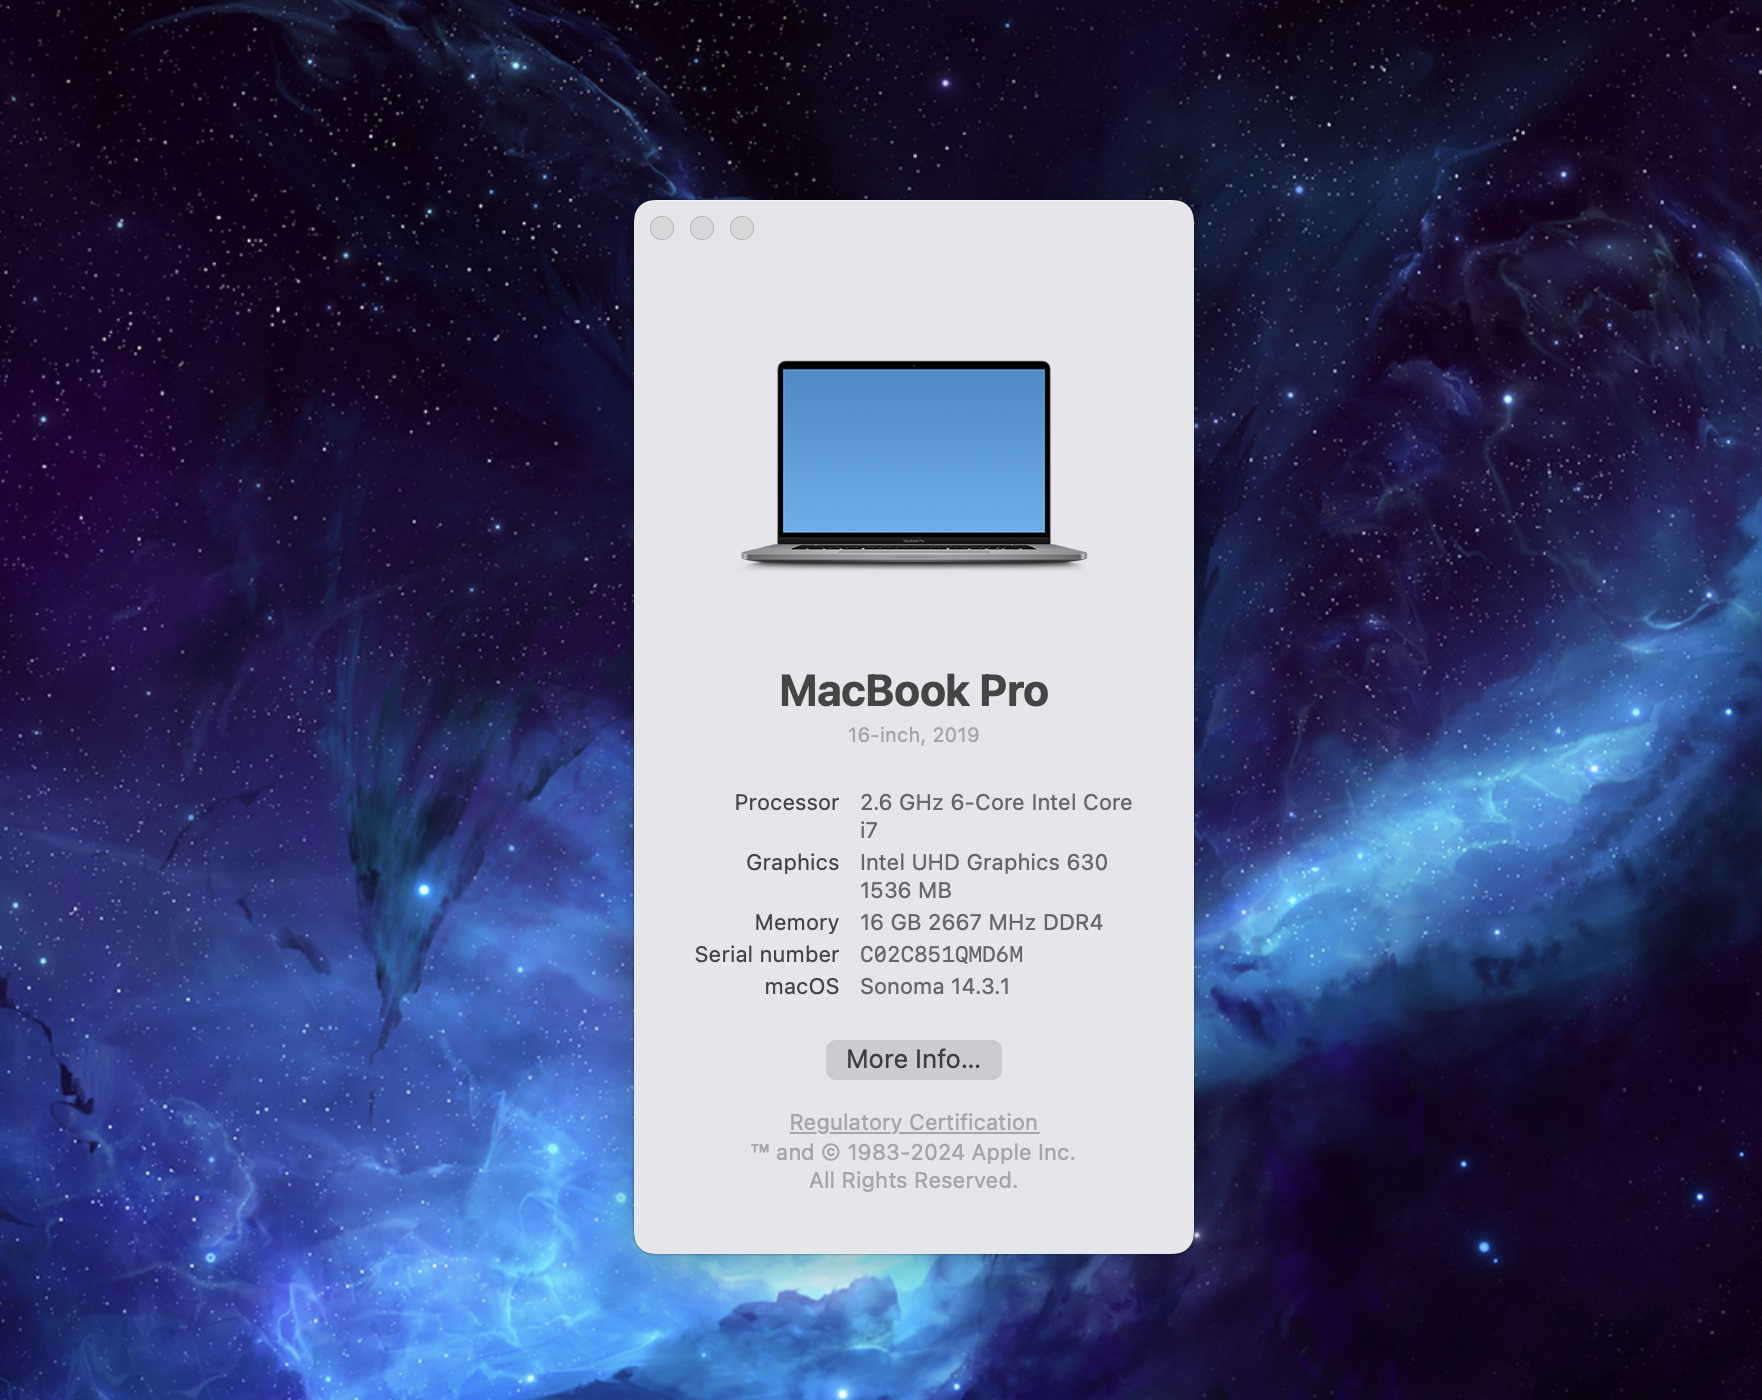 MacBook Pro
16-inch, 2019
Processor 2.6 GHz 6-Core Intel Core
i7
Graphics Intel UHD Graphics 630
1536 MB
Memory 16 GB 2667 MHz DDR4
Serial number C02C851QMD6M
macOS Sonoma 14.3.1
More Info...
Regulatory Certification
™ and © 1983-2024 Apple Inc.
All Rights Reserved.